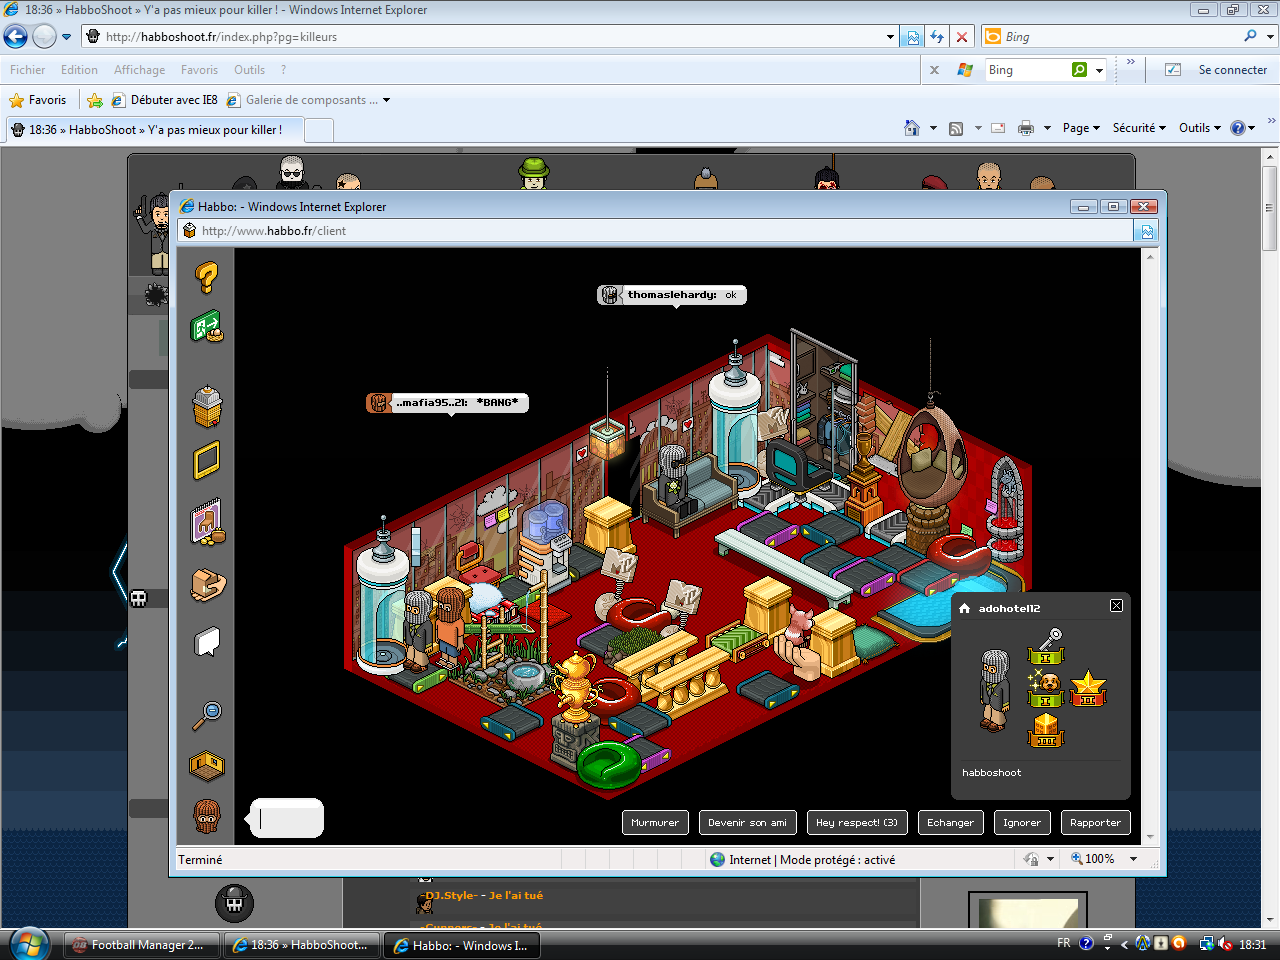 18:36 » HabboShoot » Y'a pas mieux pour killer ! - Windows Internet Explorer
http://habboshoot.fr/index.php?pg=killeurs
Bing
Fichier Edition Affichage Favoris Outils ?
Bing
Se connecter
Favoris
Débuter avec IE8
Galerie de composants ...
18:36 » HabboShoot » Y'a pas mieux pour killer !
Page
Sécurité
Outils
Habbo: - Windows Internet Explorer
http://www.habbo.fr/client
thomaslehardy: ok
..mafia95..21: *BANG*
adohotel12
habboshoot
Murmurer
Devenir son ami
Hey respect! (3)
Echanger
Ignorer
Rapporter
Terminé
Internet | Mode protégé : activé
100%
-DJ.Style- - Je l'ai tué
-Gunners- - Je l'ai tué
Football Manager 2...
18:36 » HabboShoot...
Habbo: - Windows I...
FR
18:31